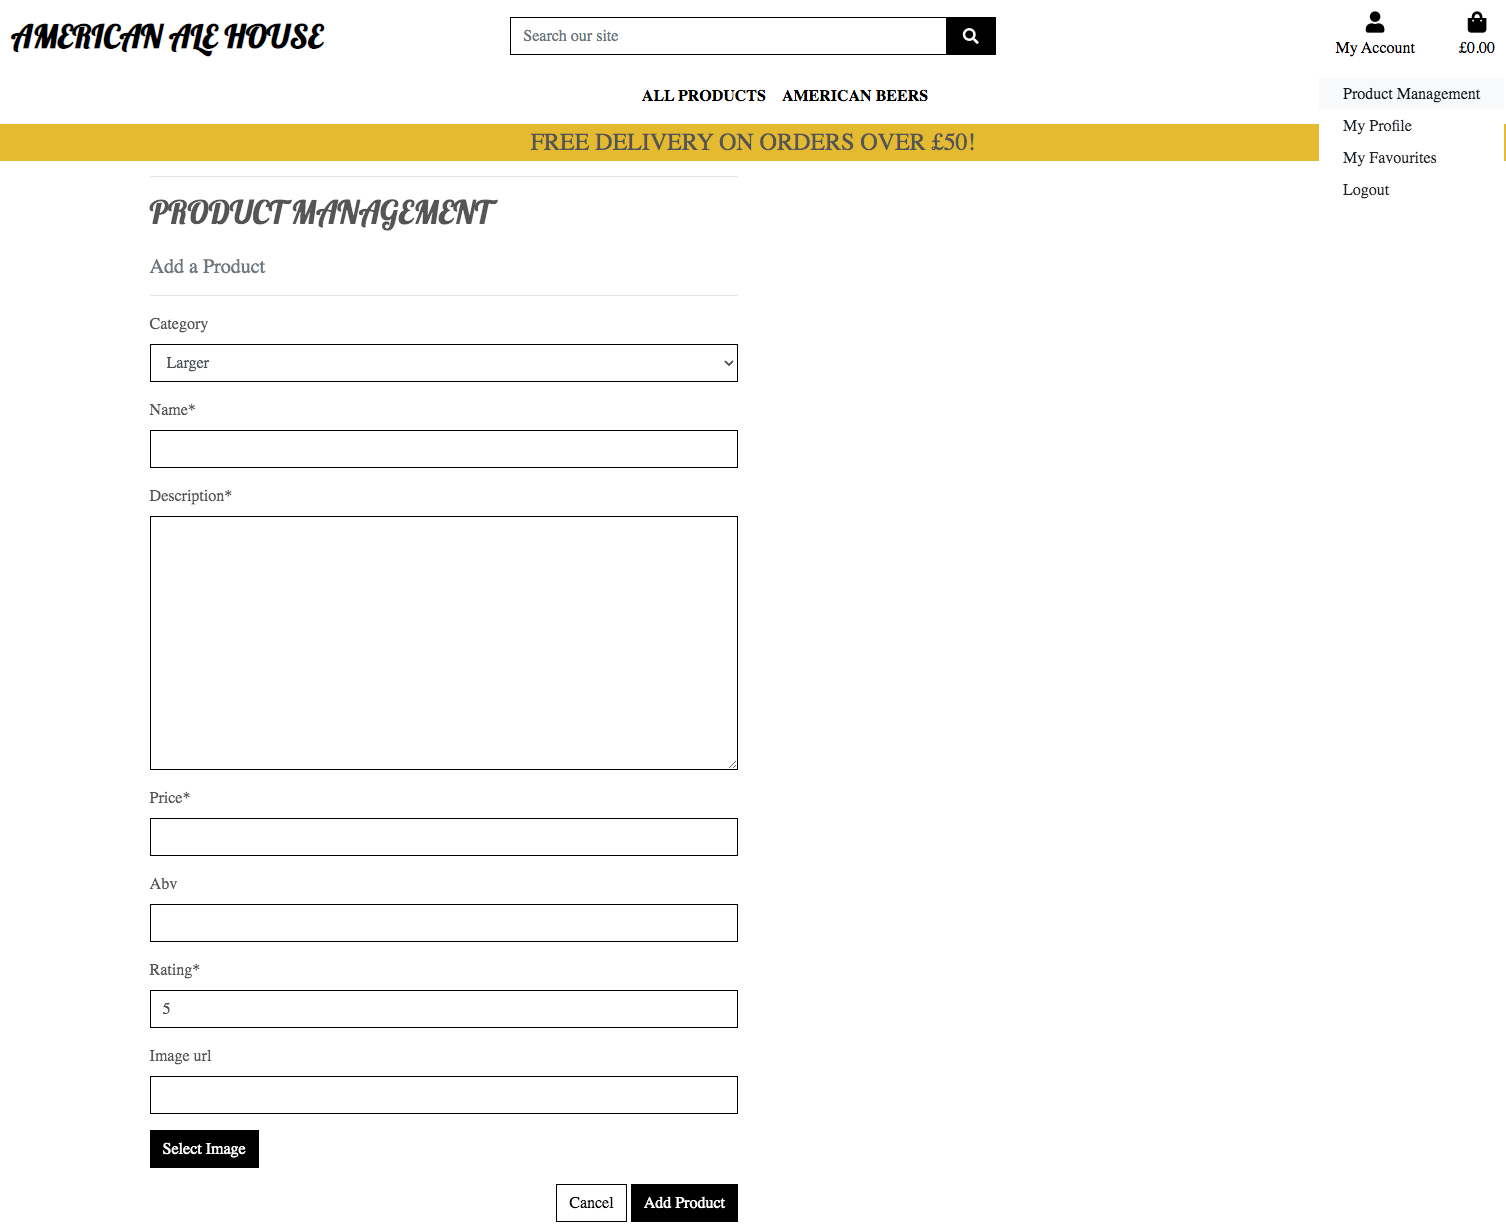 AMERICAN ALE HOUSE
Search our site
My Account
£0.00
ALL PRODUCTS AMERICAN BEERS
Product Management
My Profile
My Favourites
Logout
FREE DELIVERY ON ORDERS OVER £50!
PRODUCT MANAGEMENT
Add a Product
Category
Larger
Name*
Description*
Price*
Abv
Rating*
5
Image url
Select Image
Cancel Add Product